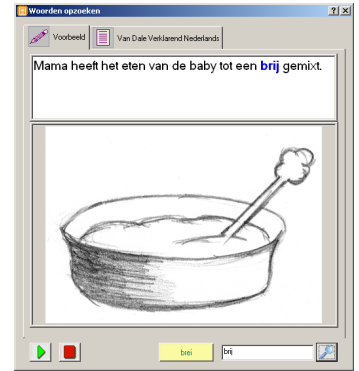 Woorden opzoeken
Voorbeeld
Van Dale Verklarend Nederlands
Mama heeft het eten van de baby tot een brij gemixt.
brei
brij